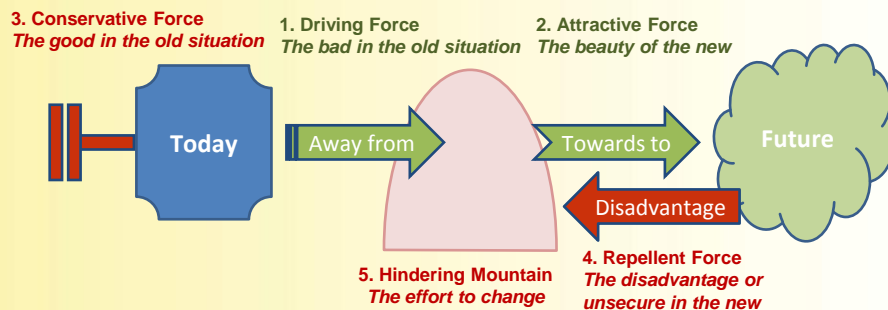 3. Conservative Force
The good in the old situation
1. Driving Force
The bad in the old situation
2. Attractive Force
The beauty of the new
Today
Away from
Towards to
Future
Disadvantage
5. Hindering Mountain
The effort to change
4. Repellent Force
The disadvantage or
unsecure in the new